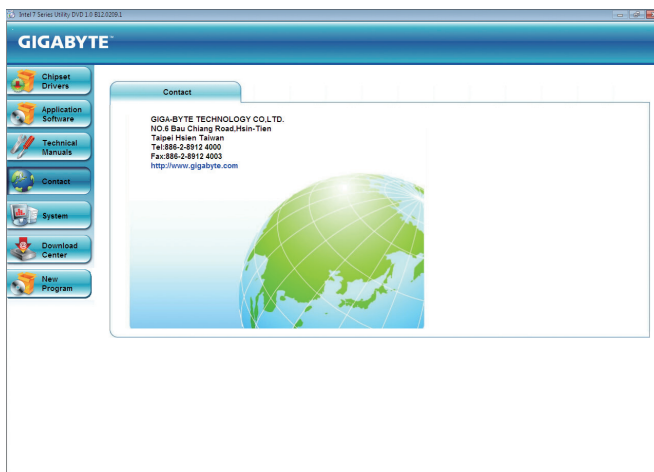 Intel 7 Series Utility DVD 1.0 B12.0209.1
GIGABYTE™
Chipset
Drivers
Application
Software
Technical
Manuals
Contact
System
Download
Center
New
Program
Contact
GIGA-BYTE TECHNOLOGY CO,LTD.
NO.6 Bau Chiang Road,Hsin-Tien
Taipei Hsien Taiwan
Tel:886-2-8912 4000
Fax:886-2-8912 4003
http://www.gigabyte.com